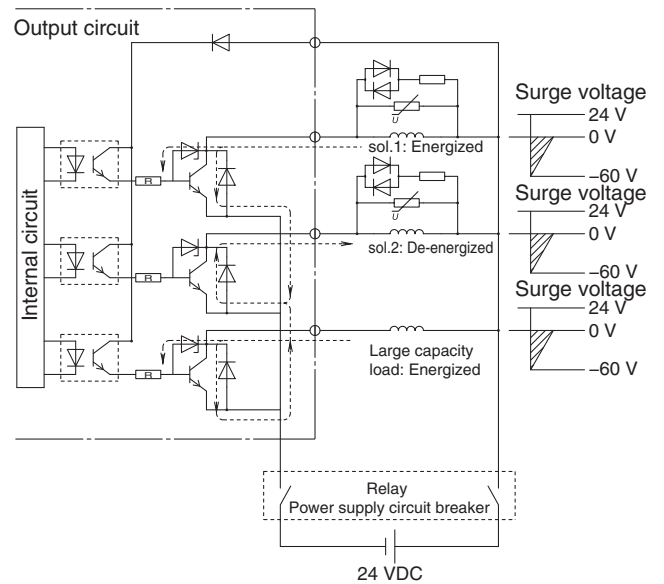 Output circuit
Internal circuit
R
R
R
U
sol.1: Energized
U
sol.2: De-energized
Large capacity
load: Energized
Surge voltage
24 V
0 V
−60 V
Surge voltage
24 V
0 V
−60 V
Surge voltage
24 V
0 V
−60 V
Relay
Power supply circuit breaker
24 VDC